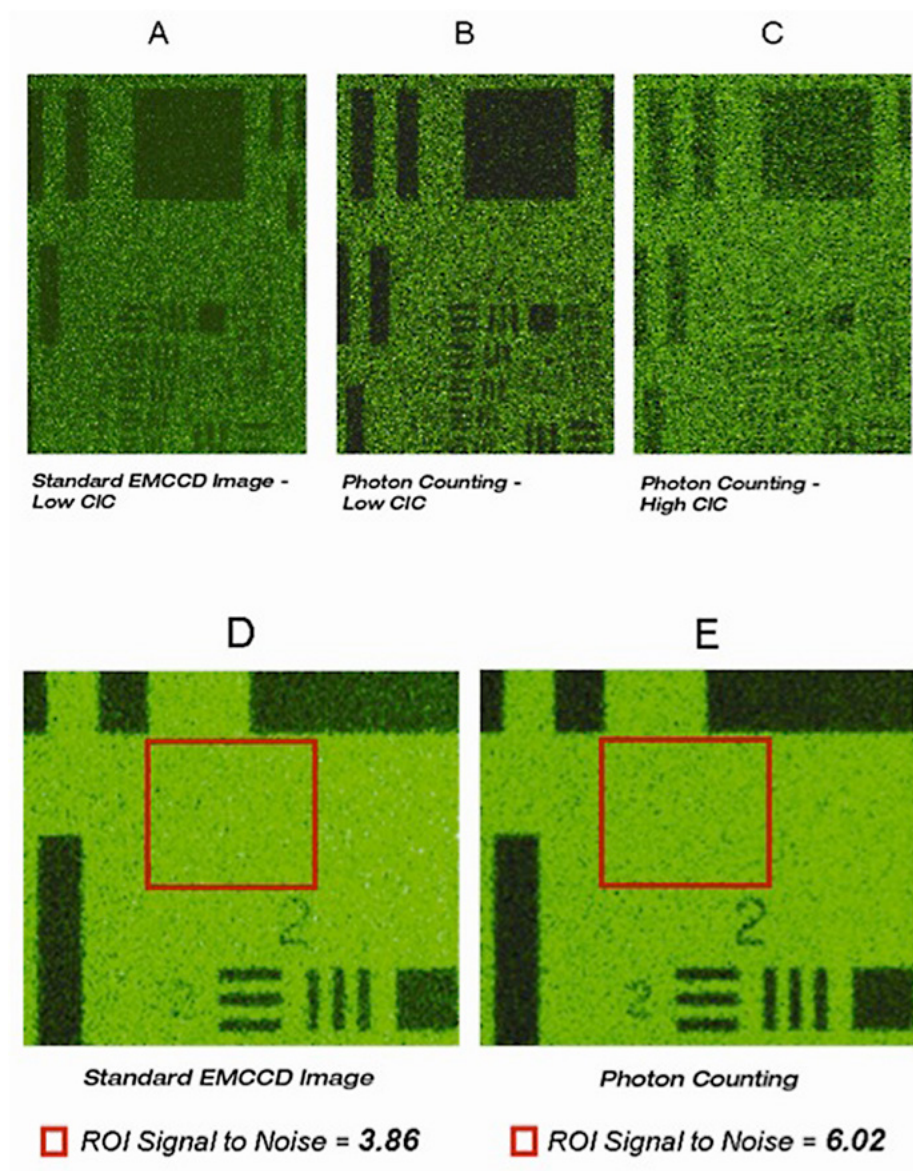 A
B
C
Standard EMCCD Image -
Low CIC
Photon Counting -
Low CIC
Photon Counting -
High CIC
D
E
2
2
2
2
Standard EMCCD Image
Photon Counting
ROI Signal to Noise = 3.86
ROI Signal to Noise = 6.02